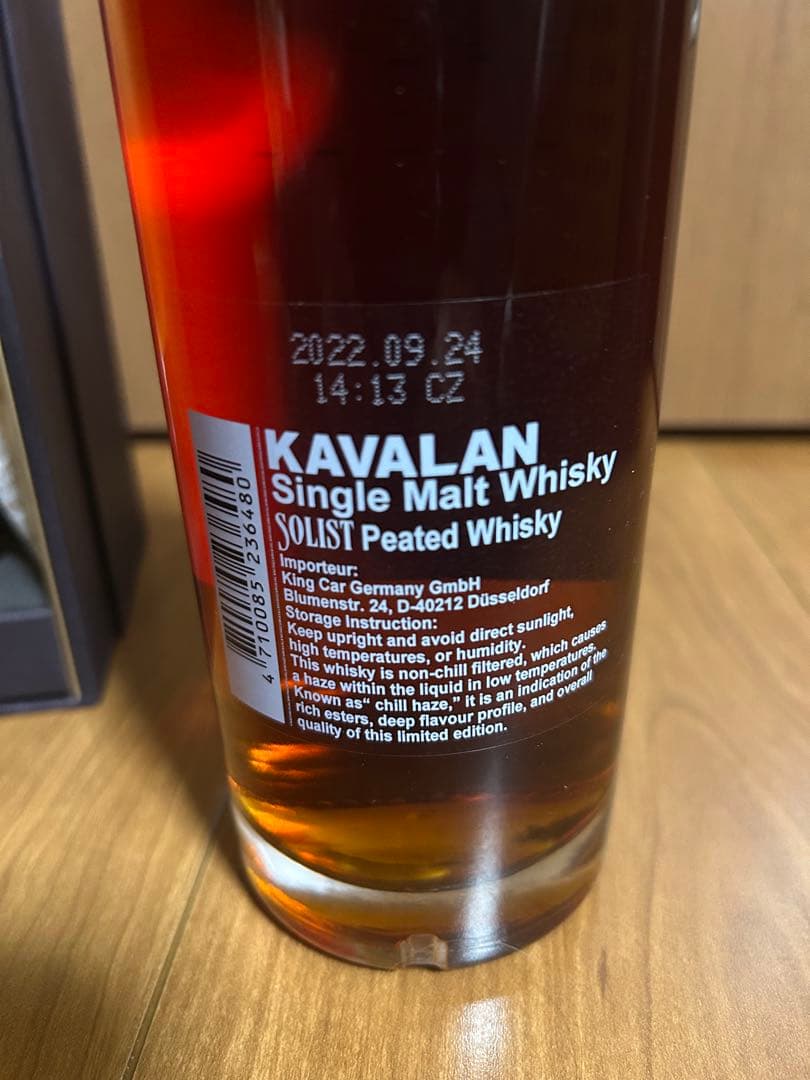 2022.09.24
14:13 CZ
KAVALAN
Single Malt Whisky
SOLIST Peated Whisky
Importeur:
King Car Germany GmbH
Blumenstr. 24, D-40212 Düsseldorf
Storage Instruction:
Keep upright and avoid direct sunlight,
high temperatures, or humidity.
This whisky is non-chill filtered, which causes
a haze within the liquid in low temperatures.
Known as“ chill haze,” it is an indication of the
rich esters, deep flavour profile, and overall
quality of this limited edition.
4 710085 236480